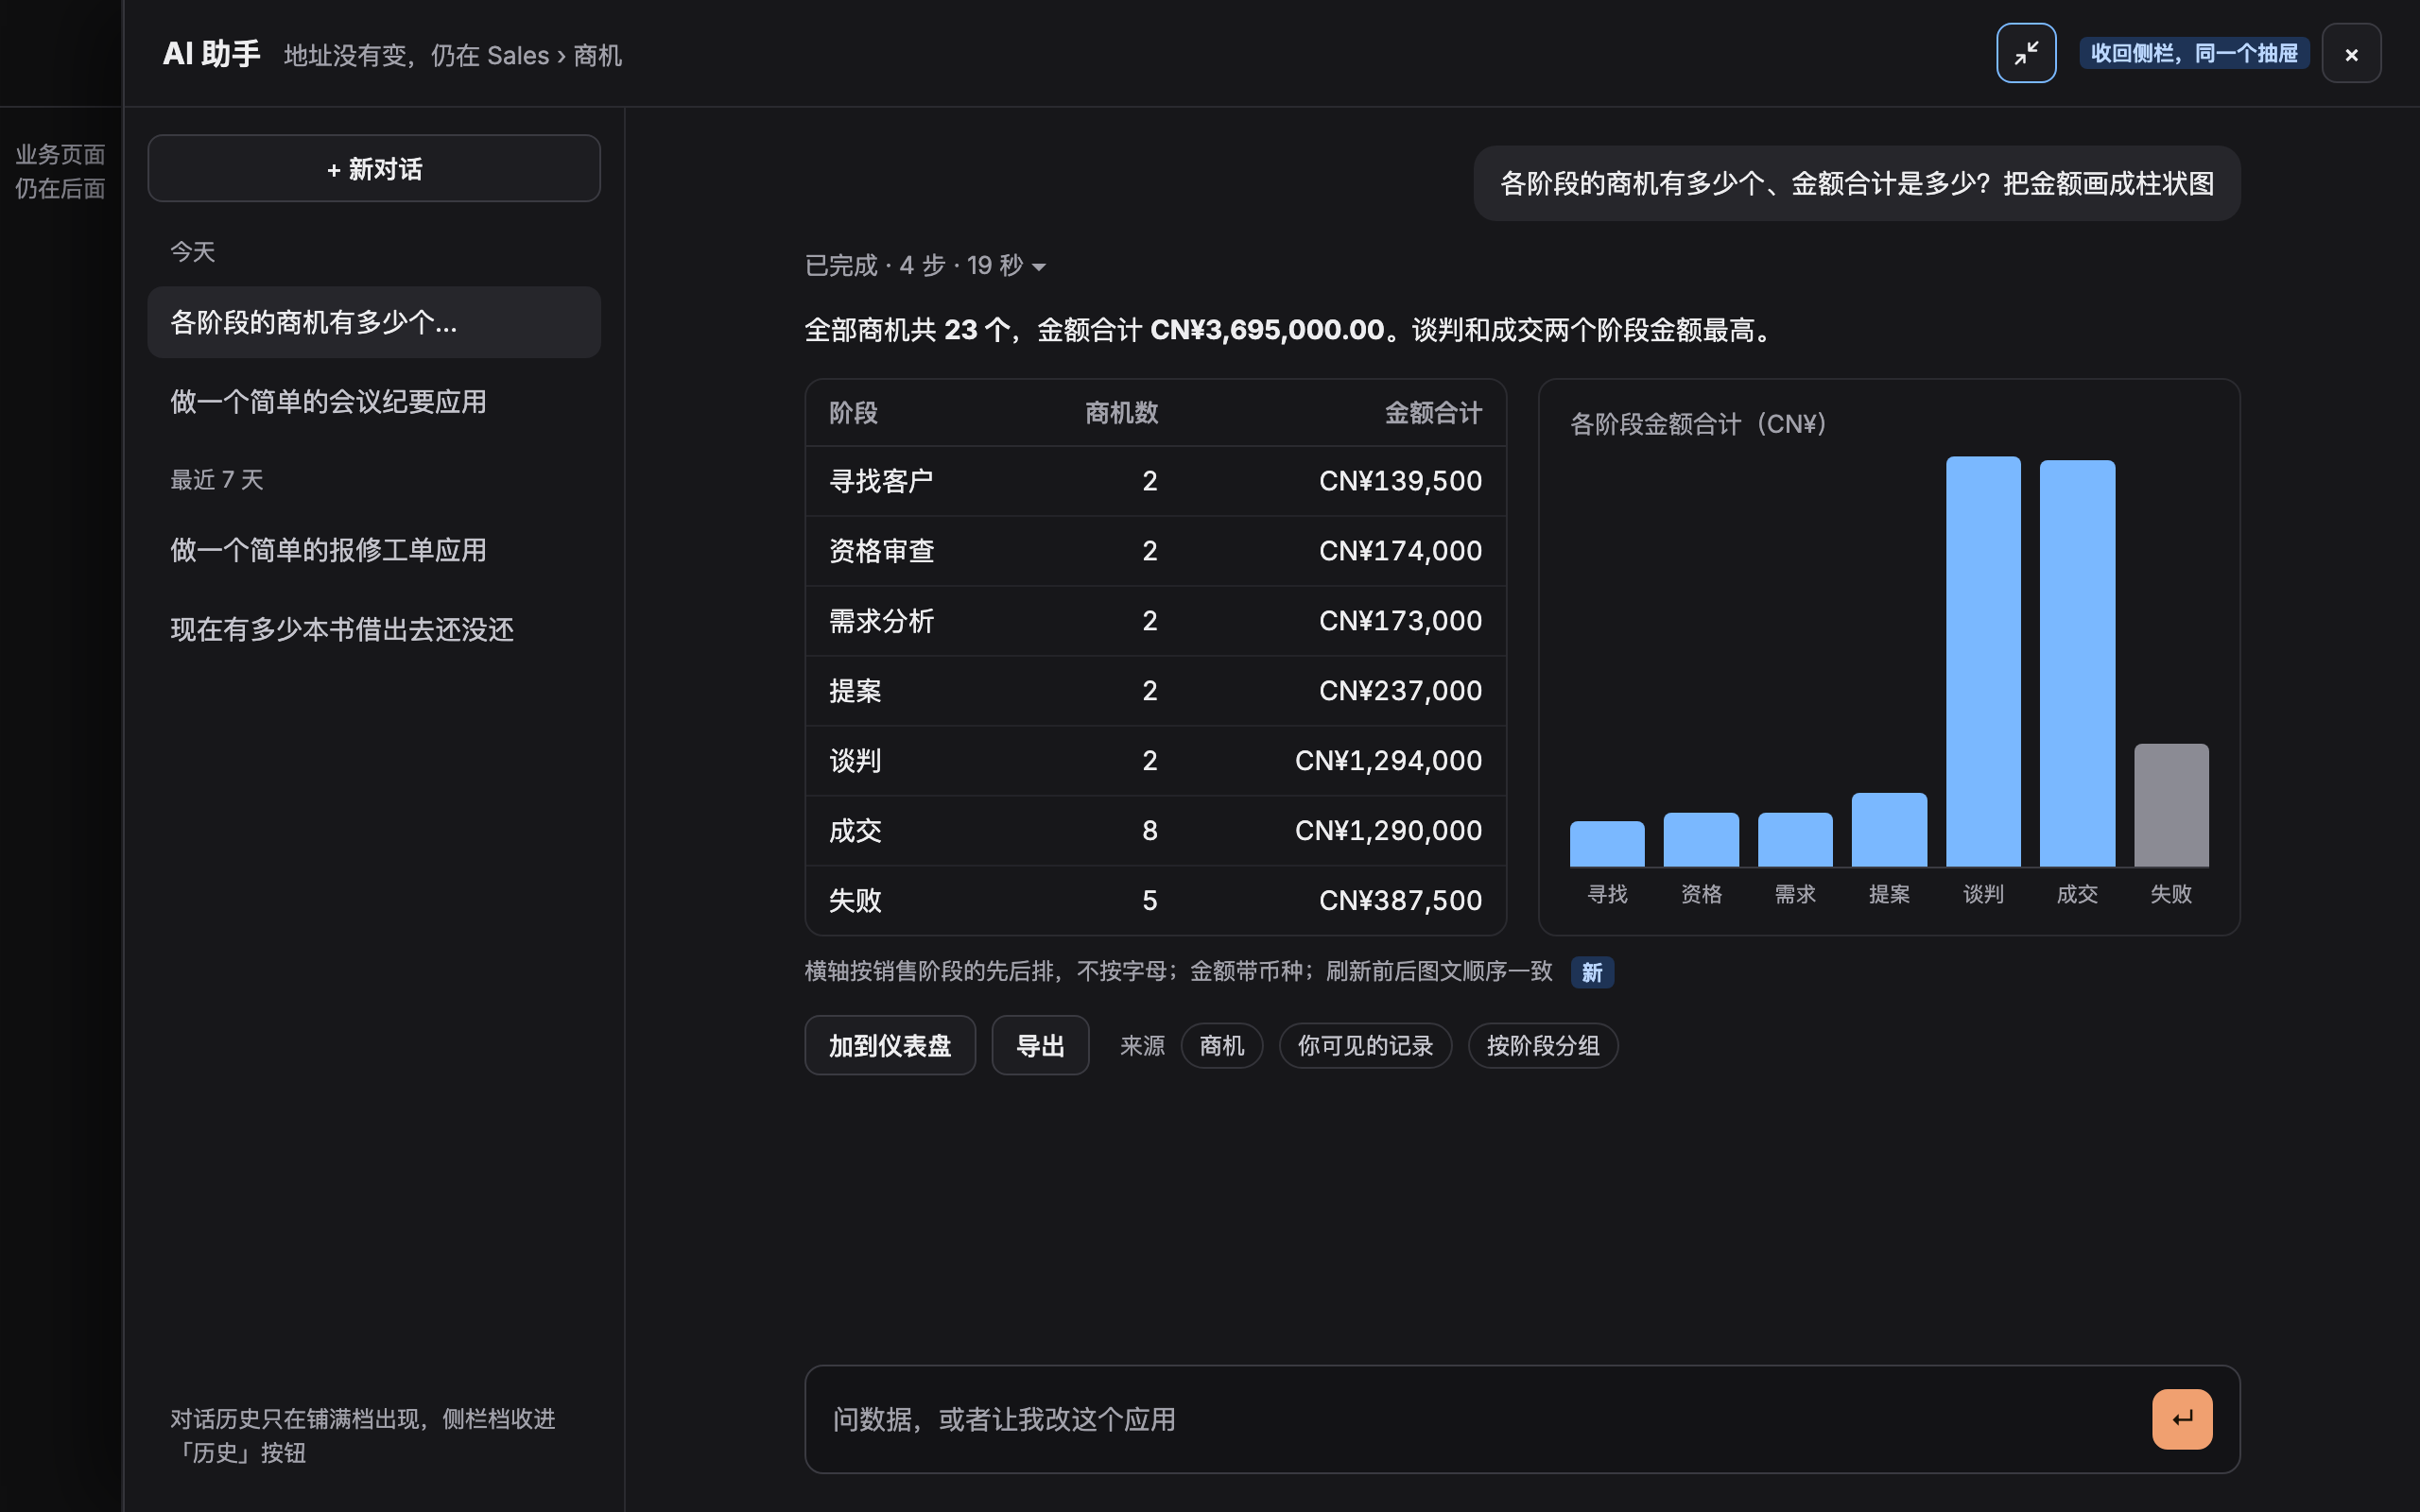 AI 助手 地址没有变，仍在 Sales › 商机
收回侧栏，同一个抽屉
×
业务页面
仍在后面
+ 新对话
今天
各阶段的商机有多少个...
做一个简单的会议纪要应用
最近 7 天
做一个简单的报修工单应用
现在有多少本书借出去还没还
对话历史只在铺满档出现，侧栏档收进
「历史」按钮
各阶段的商机有多少个、金额合计是多少？把金额画成柱状图
已完成 · 4 步 · 19 秒
全部商机共 23 个，金额合计 CN¥3,695,000.00。谈判和成交两个阶段金额最高。
阶段 商机数 金额合计
寻找客户 2 CN¥139,500
资格审查 2 CN¥174,000
需求分析 2 CN¥173,000
提案 2 CN¥237,000
谈判 2 CN¥1,294,000
成交 8 CN¥1,290,000
失败 5 CN¥387,500
各阶段金额合计（CN¥）
寻找 资格 需求 提案 谈判 成交 失败
横轴按销售阶段的先后排，不按字母；金额带币种；刷新前后图文顺序一致 新
加到仪表盘 导出 来源 商机 你可见的记录 按阶段分组
问数据，或者让我改这个应用